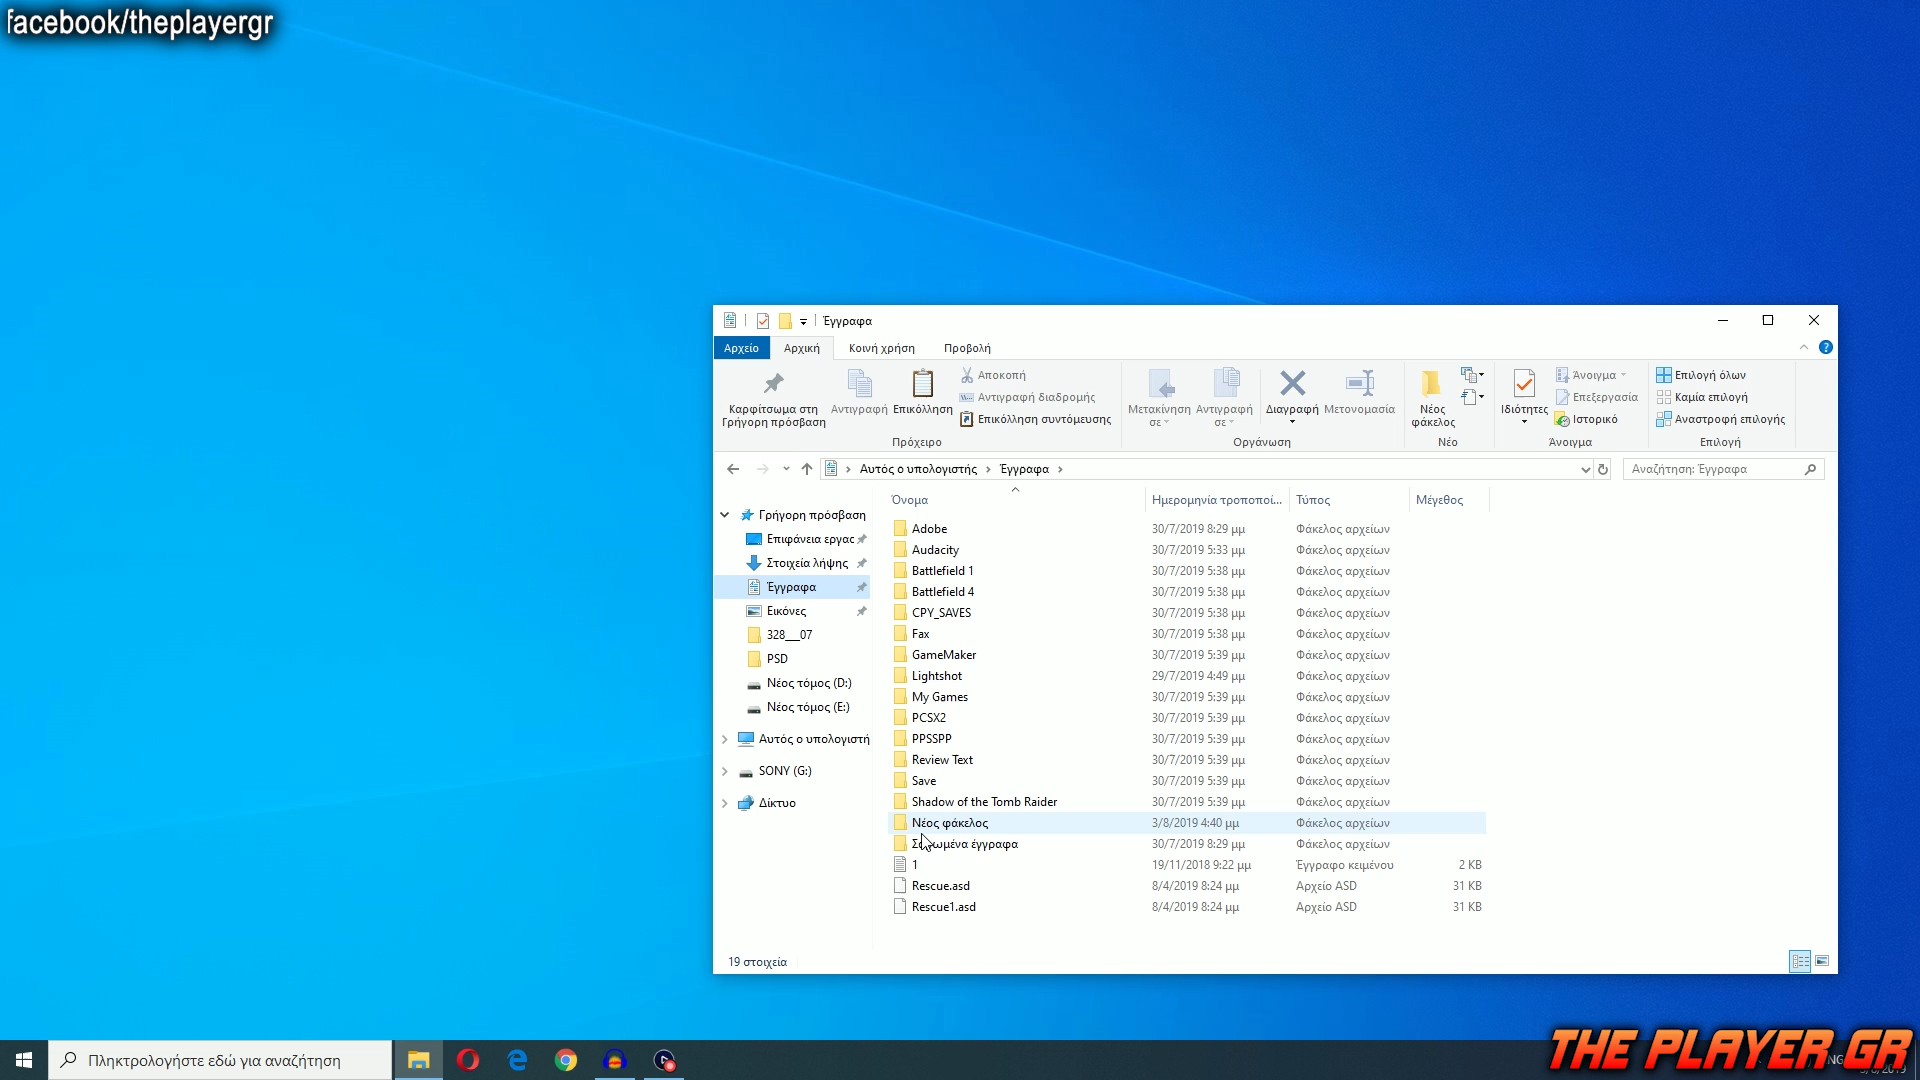 facebook/theplayergr
Έγγραφα
Αρχείο Αρχική Κοινή χρήση Προβολή
Καρφίτσωμα στη Γρήγορη πρόσβαση
Αντιγραφή
Επικόλληση
Αποκοπή
Αντιγραφή διαδρομής
Επικόλληση συντόμευσης
Πρόχειρο
Μετακίνηση σε
Αντιγραφή σε
Διαγραφή
Μετονομασία
Οργάνωση
Νέος φάκελος
Νέο
Ιδιότητες
Άνοιγμα
Επεξεργασία
Ιστορικό
Άνοιγμα
Επιλογή όλων
Καμία επιλογή
Αναστροφή επιλογής
Επιλογή
Αυτός ο υπολογιστής › Έγγραφα ›
Αναζήτηση: Έγγραφα
Γρήγορη πρόσβαση
Επιφάνεια εργασ
Στοιχεία λήψης
Έγγραφα
Εικόνες
328__07
PSD
Νέος τόμος (D:)
Νέος τόμος (E:)
Αυτός ο υπολογιστή
SONY (G:)
Δίκτυο
Όνομα Ημερομηνία τροποποί... Τύπος Μέγεθος
Adobe 30/7/2019 8:29 μμ Φάκελος αρχείων
Audacity 30/7/2019 5:33 μμ Φάκελος αρχείων
Battlefield 1 30/7/2019 5:38 μμ Φάκελος αρχείων
Battlefield 4 30/7/2019 5:38 μμ Φάκελος αρχείων
CPY_SAVES 30/7/2019 5:38 μμ Φάκελος αρχείων
Fax 30/7/2019 5:38 μμ Φάκελος αρχείων
GameMaker 30/7/2019 5:39 μμ Φάκελος αρχείων
Lightshot 29/7/2019 4:49 μμ Φάκελος αρχείων
My Games 30/7/2019 5:39 μμ Φάκελος αρχείων
PCSX2 30/7/2019 5:39 μμ Φάκελος αρχείων
PPSSPP 30/7/2019 5:39 μμ Φάκελος αρχείων
Review Text 30/7/2019 5:39 μμ Φάκελος αρχείων
Save 30/7/2019 5:39 μμ Φάκελος αρχείων
Shadow of the Tomb Raider 30/7/2019 5:39 μμ Φάκελος αρχείων
Νέος φάκελος 3/8/2019 4:40 μμ Φάκελος αρχείων
έγγραφα 30/7/2019 8:29 μμ Φάκελος αρχείων
1 19/11/2018 9:22 μμ Έγγραφο κειμένου 2 KB
Rescue.asd 8/4/2019 8:24 μμ Αρχείο ASD 31 KB
Rescue1.asd 8/4/2019 8:24 μμ Αρχείο ASD 31 KB
19 στοιχεία
Πληκτρολογήστε εδώ για αναζήτηση
THE PLAYER GR